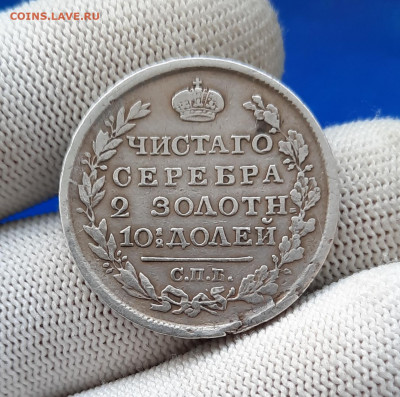 COINS.LAVE.RU
ЧИСТАГО
СЕРЕБРА
2 ЗОЛОТН.
10½ ДОЛЕЙ
С.П.Б.